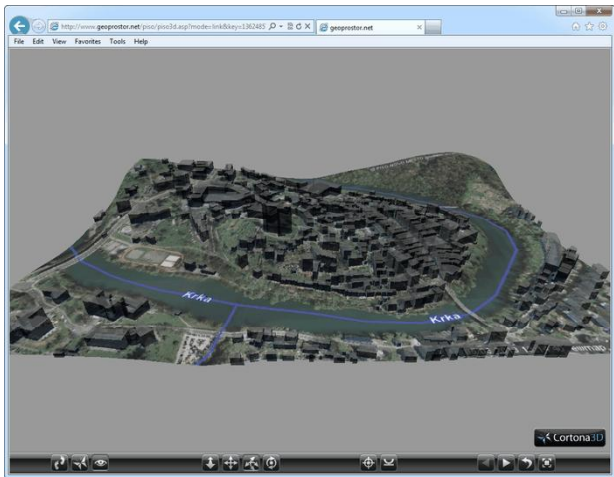 http://www.geoprostor.net/piso/piso3d.asp?mode=link&key=1362485
geoprostor.net
File Edit View Favorites Tools Help
Krka
Krka
Cortona3D